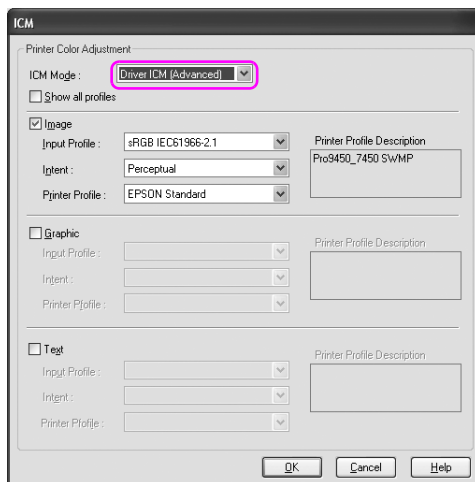 ICM
Printer Color Adjustment
ICM Mode :
Driver ICM (Advanced)
Show all profiles
Image
Input Profile :
sRGB IEC61966-2.1
Printer Profile Description
Intent :
Perceptual
Pro9450_7450 SWMP
Printer Profile :
EPSON Standard
Graphic
Input Profile :
Printer Profile Description
Intent :
Printer Pfofile :
Text
Input Profile :
Printer Profile Description
Intent :
Printer Pfofile :
OK
Cancel
Help